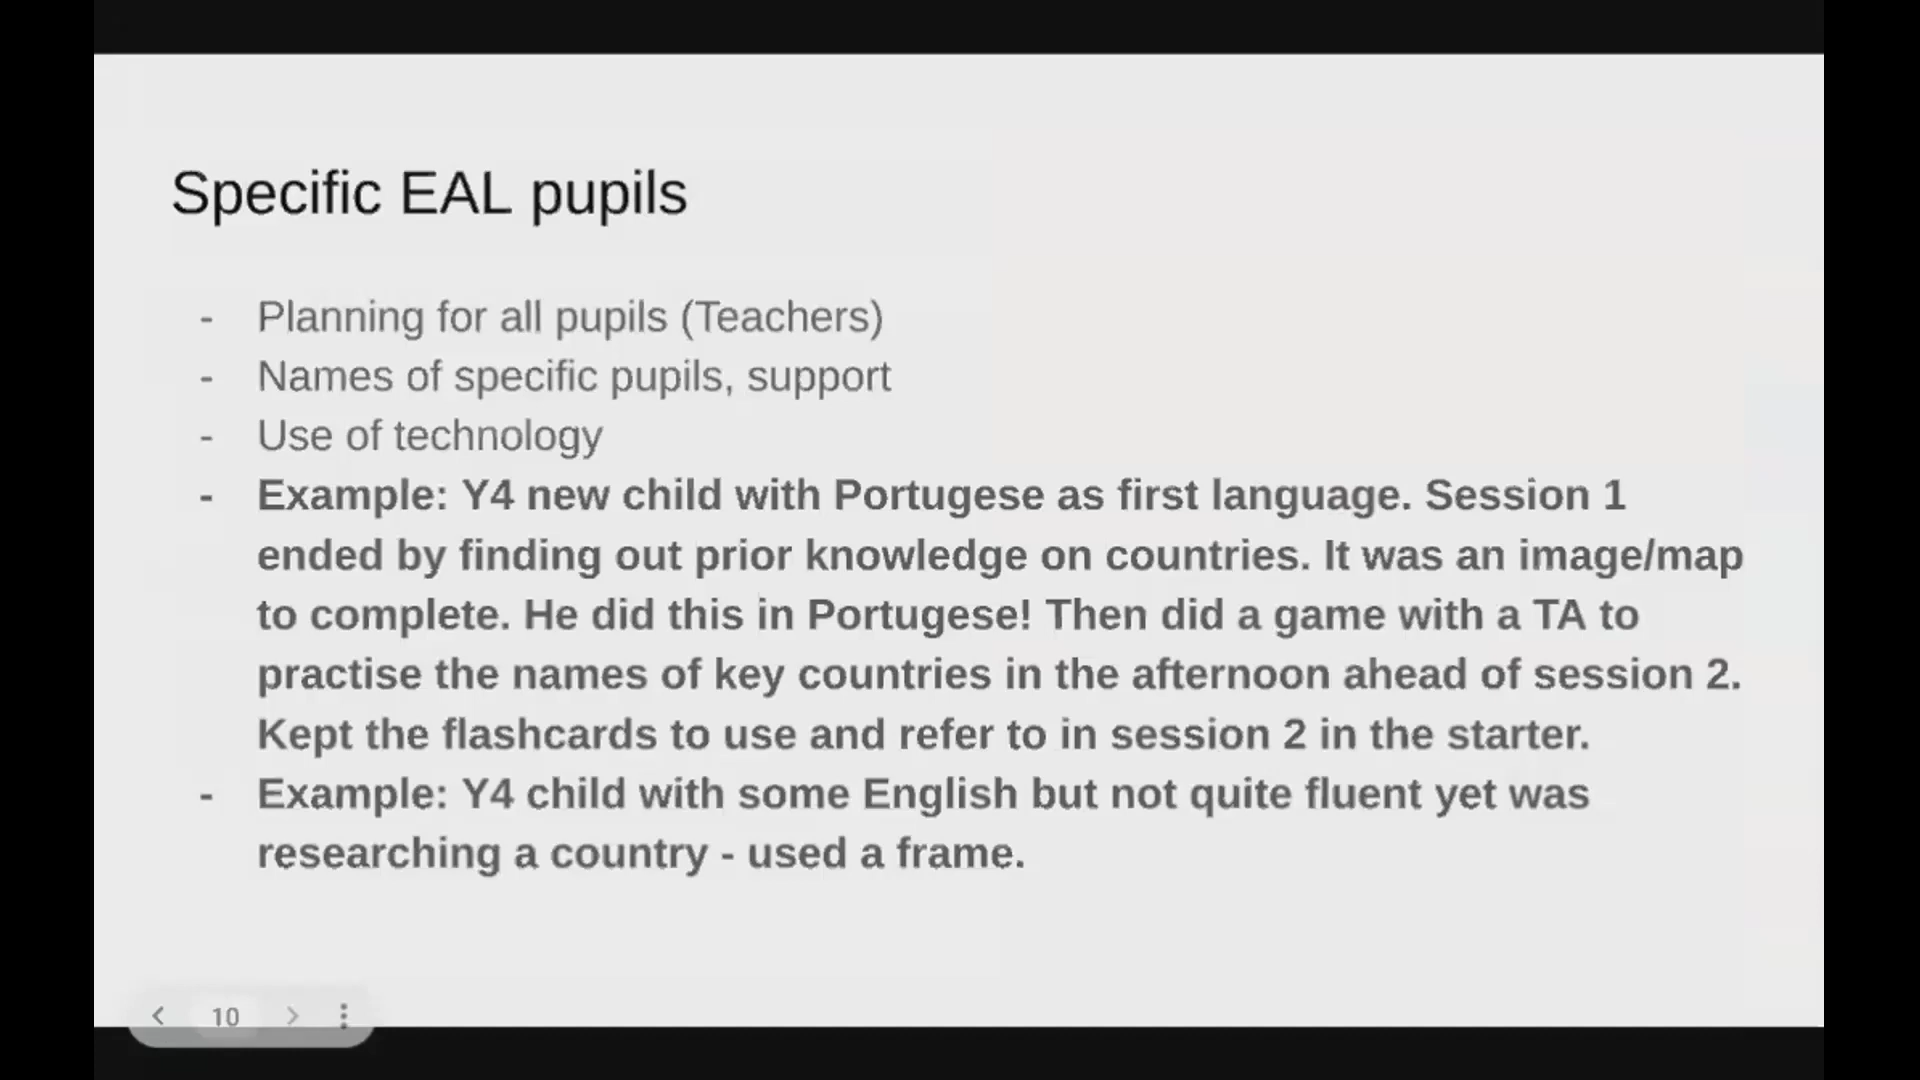 Specific EAL pupils
- Planning for all pupils (Teachers)
- Names of specific pupils, support
- Use of technology
- Example: Y4 new child with Portugese as first language. Session 1
ended by finding out prior knowledge on countries. It was an image/map
to complete. He did this in Portugese! Then did a game with a TA to
practise the names of key countries in the afternoon ahead of session 2.
Kept the flashcards to use and refer to in session 2 in the starter.
- Example: Y4 child with some English but not quite fluent yet was
researching a country - used a frame.
10